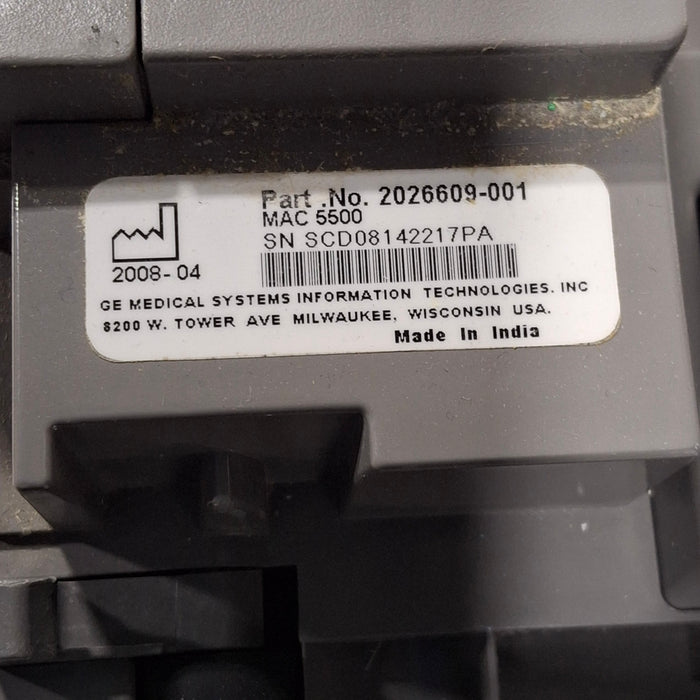 Part .No. 2026609-001
MAC 5500
SN SCD08142217PA
2008-04
GE MEDICAL SYSTEMS INFORMATION TECHNOLOGIES. INC
8200 W. TOWER AVE MILWAUKEE, WISCONSIN USA.
Made In India